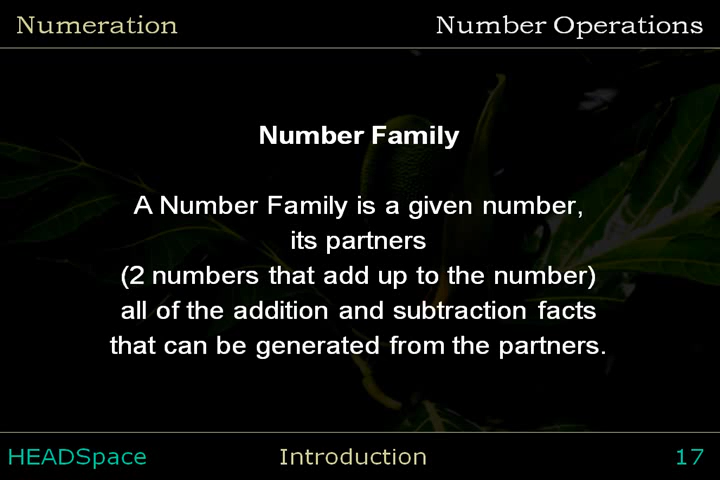 Numeration
Number Operations
Number Family
A Number Family is a given number,
its partners
(2 numbers that add up to the number)
all of the addition and subtraction facts
that can be generated from the partners.
HEADSpace
Introduction
17